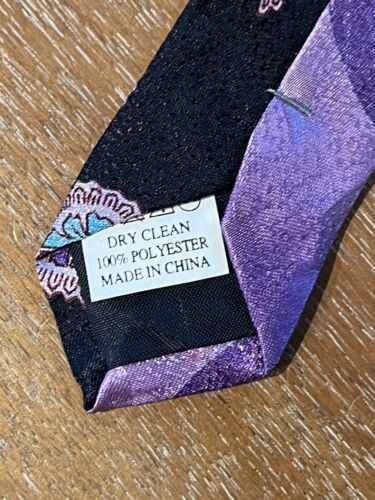 DRY CLEAN
100% POLYESTER
MADE IN CHINA